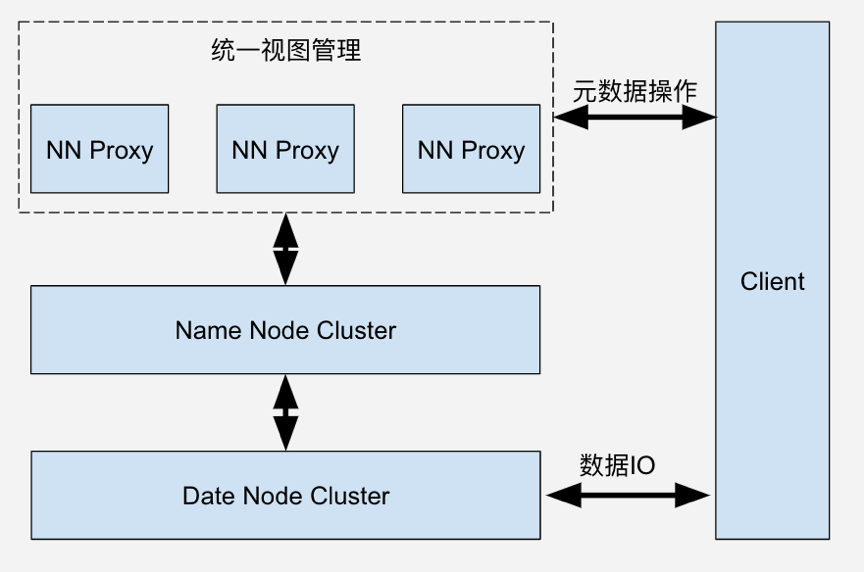 统一视图管理
元数据操作
NN Proxy
NN Proxy
NN Proxy
Client
Name Node Cluster
数据IO
Date Node Cluster